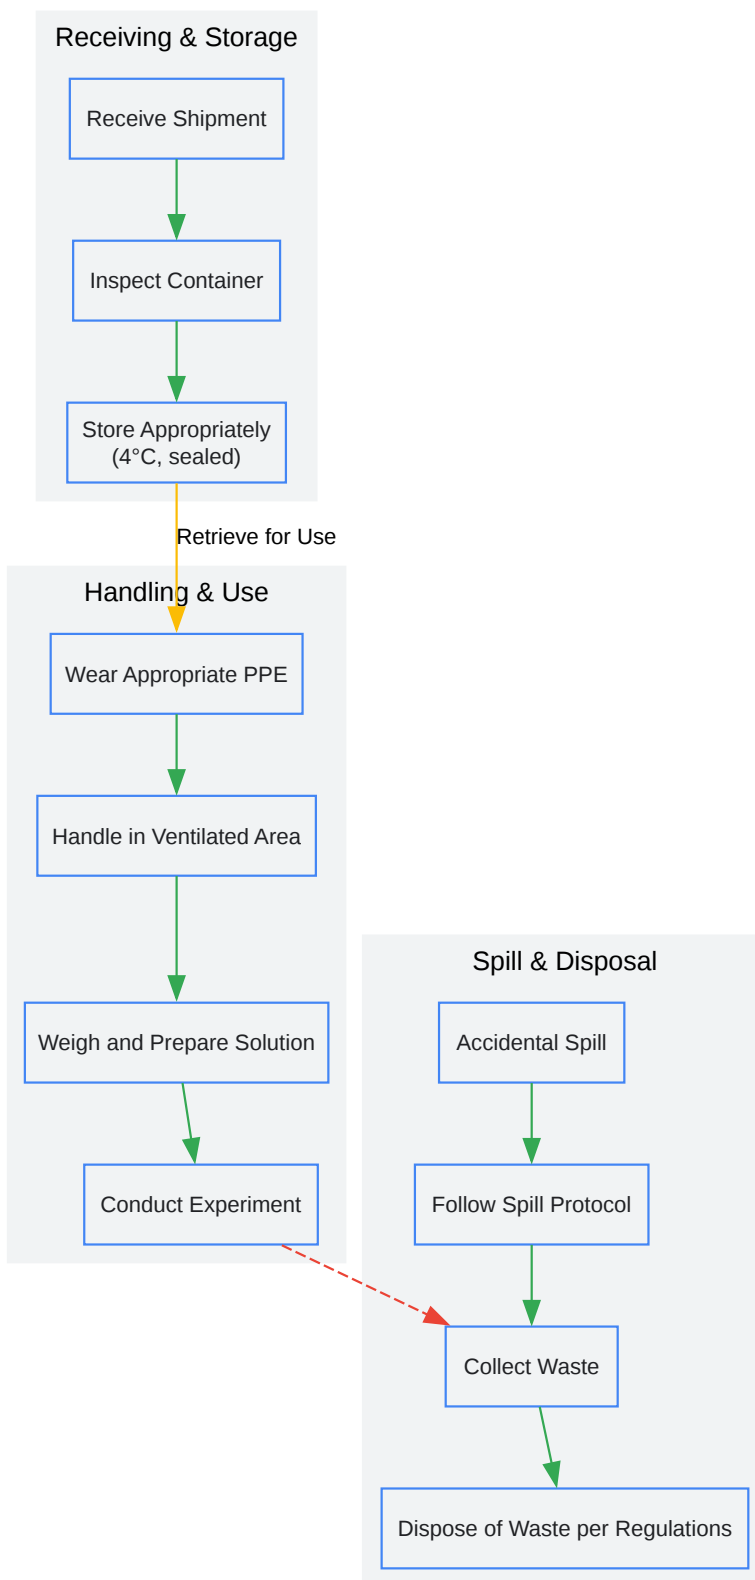 Receiving & Storage
Receive Shipment
Inspect Container
Store Appropriately
(4°C, sealed)
Retrieve for Use
Handling & Use
Wear Appropriate PPE
Handle in Ventilated Area
Weigh and Prepare Solution
Conduct Experiment
Spill & Disposal
Accidental Spill
Follow Spill Protocol
Collect Waste
Dispose of Waste per Regulations